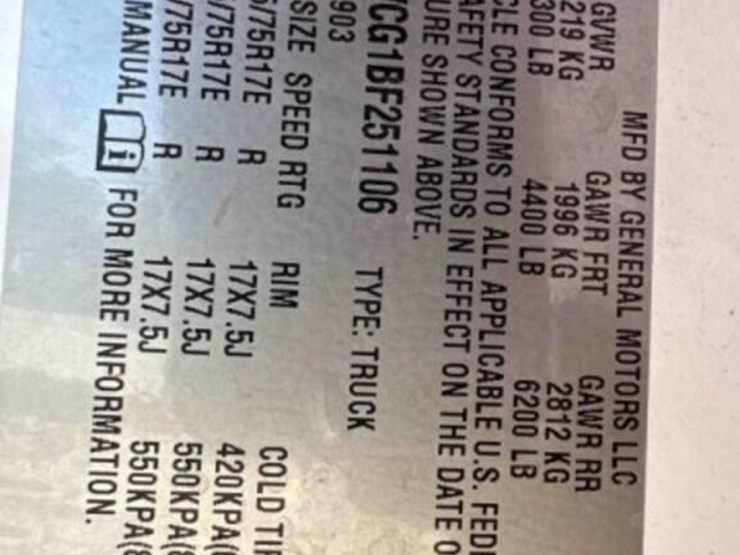 MFD BY GENERAL MOTORS LLC
GVWR GAWR FRT GAWR RR
219 KG 1996 KG 2812 KG
300 LB 4400 LB 6200 LB
CLE CONFORMS TO ALL APPLICABLE U.S. FEDE
AFETY STANDARDS IN EFFECT ON THE DATE O
URE SHOWN ABOVE.
CG1BF251106 TYPE: TRUCK
903
SIZE SPEED RTG RIM COLD TIR
/75R17E R 17X7.5J 420KPA(
/75R17E R 17X7.5J 550KPA(8
/75R17E R 17X7.5J 550KPA(8
MANUAL i FOR MORE INFORMATION.